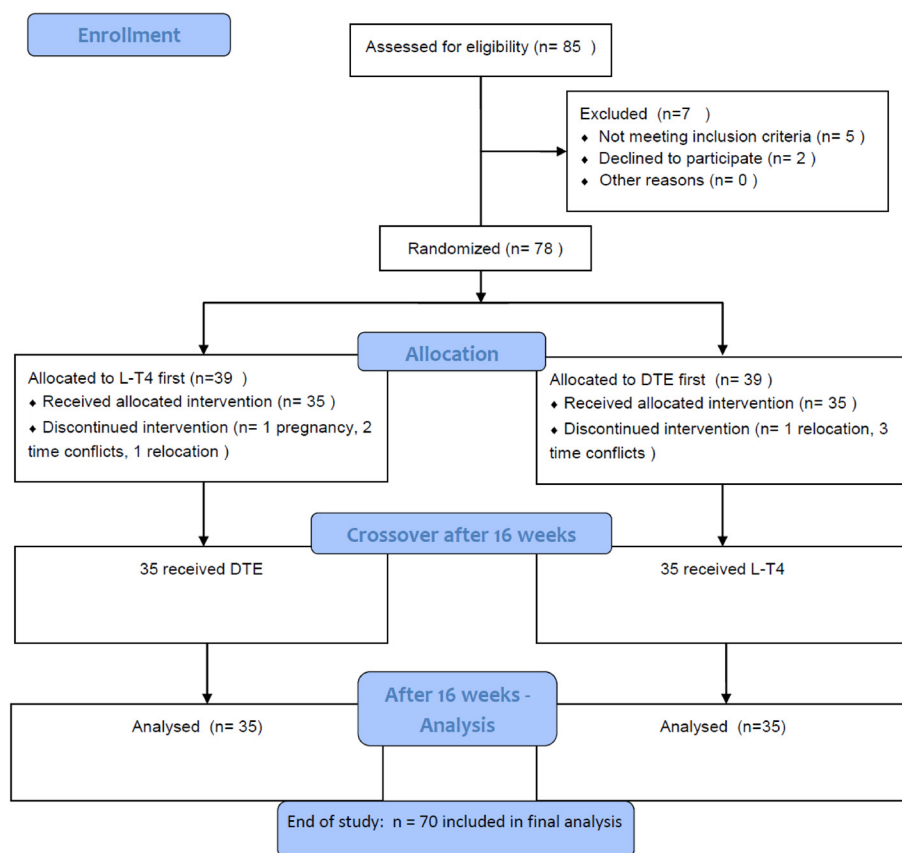 Enrollment
Assessed for eligibility (n= 85 )
Excluded (n=7 )
♦ Not meeting inclusion criteria (n= 5 )
♦ Declined to participate (n= 2 )
♦ Other reasons (n= 0 )
Randomized (n= 78 )
Allocation
Allocated to L-T4 first (n=39 )
♦ Received allocated intervention (n= 35 )
♦ Discontinued intervention (n= 1 pregnancy, 2
time conflicts, 1 relocation )
Allocated to DTE first (n= 39 )
♦ Received allocated intervention (n= 35 )
♦ Discontinued intervention (n= 1 relocation, 3
time conflicts )
Crossover after 16 weeks
35 received DTE
35 received L-T4
After 16 weeks -
Analysis
Analysed (n= 35)
Analysed (n=35)
End of study: n = 70 included in final analysis